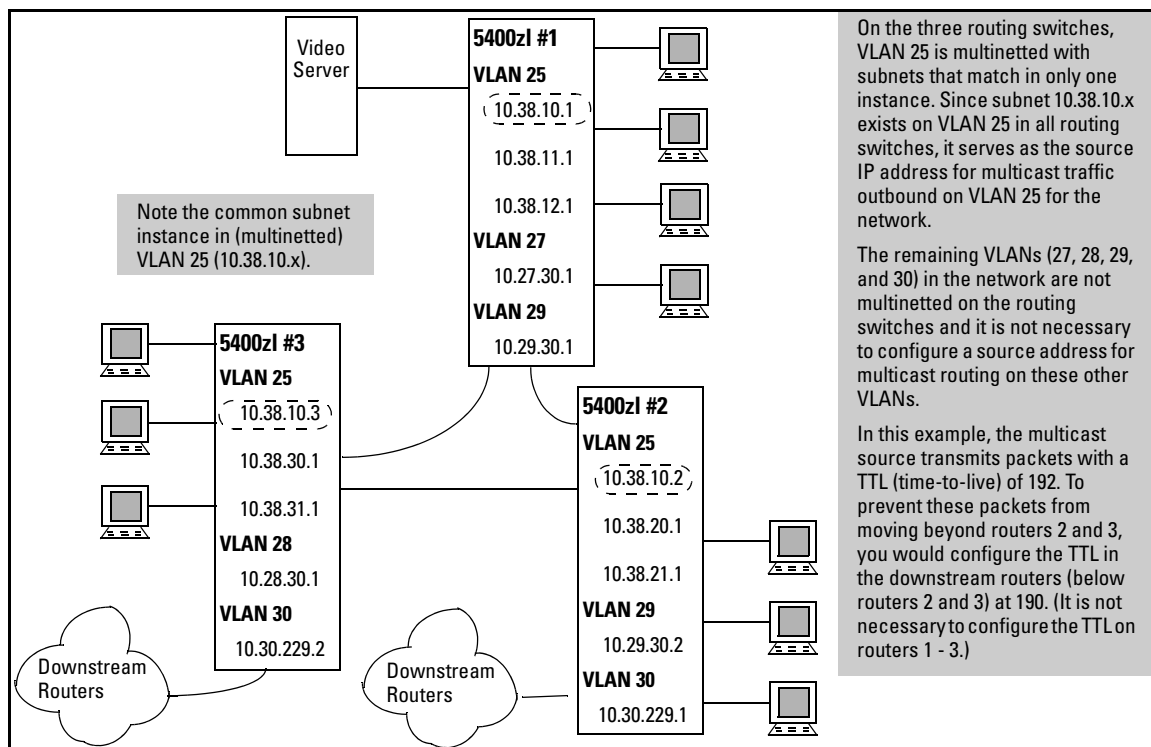 Video
Server
5400zl #1
VLAN 25
10.38.10.1
10.38.11.1
10.38.12.1
VLAN 27
10.27.30.1
VLAN 29
10.29.30.1
Note the common subnet
instance in (multinetted)
VLAN 25 (10.38.10.x).
5400zl #3
VLAN 25
10.38.10.3
10.38.30.1
10.38.31.1
VLAN 28
10.28.30.1
VLAN 30
10.30.229.2
Downstream
Routers
5400zl #2
VLAN 25
10.38.10.2
10.38.20.1
10.38.21.1
VLAN 29
10.29.30.2
VLAN 30
10.30.229.1
Downstream
Routers
On the three routing switches,
VLAN 25 is multinetted with
subnets that match in only one
instance. Since subnet 10.38.10.x
exists on VLAN 25 in all routing
switches, it serves as the source
IP address for multicast traffic
outbound on VLAN 25 for the
network.
The remaining VLANs (27, 28, 29,
and 30) in the network are not
multinetted on the routing
switches and it is not necessary
to configure a source address for
multicast routing on these other
VLANs.
In this example, the multicast
source transmits packets with a
TTL (time-to-live) of 192. To
prevent these packets from
moving beyond routers 2 and 3,
you would configure the TTL in
the downstream routers (below
routers 2 and 3) at 190. (It is not
necessary to configure the TTL on
routers 1 - 3.)